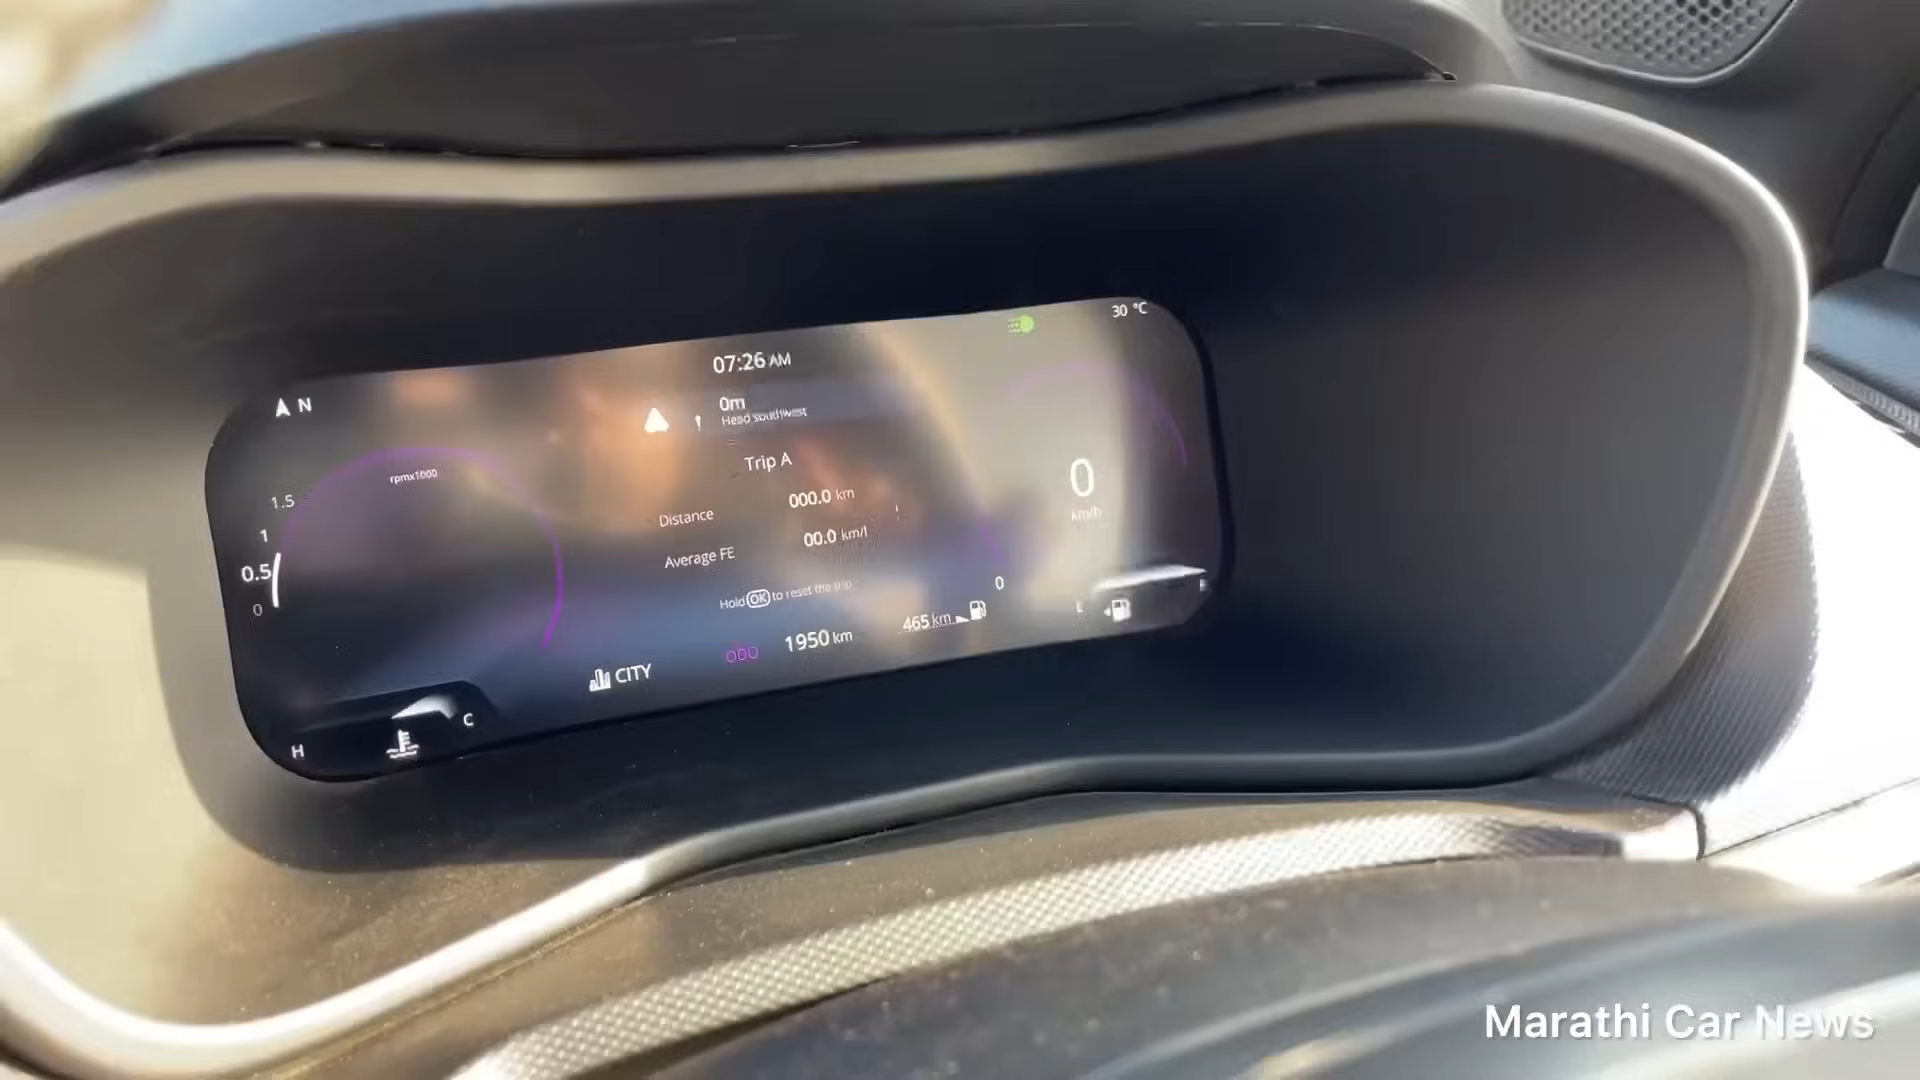 30 °C
07:26 AM
N
0m
Head southwest
rpmx1000
Trip A
1.5
1
0.5
0
Distance 000.0 km
Average FE 00.0 km/l
0
km/h
Hold OK to reset the trip
0
465 km
ODO 1950 km
CITY
H C
Marathi Car News